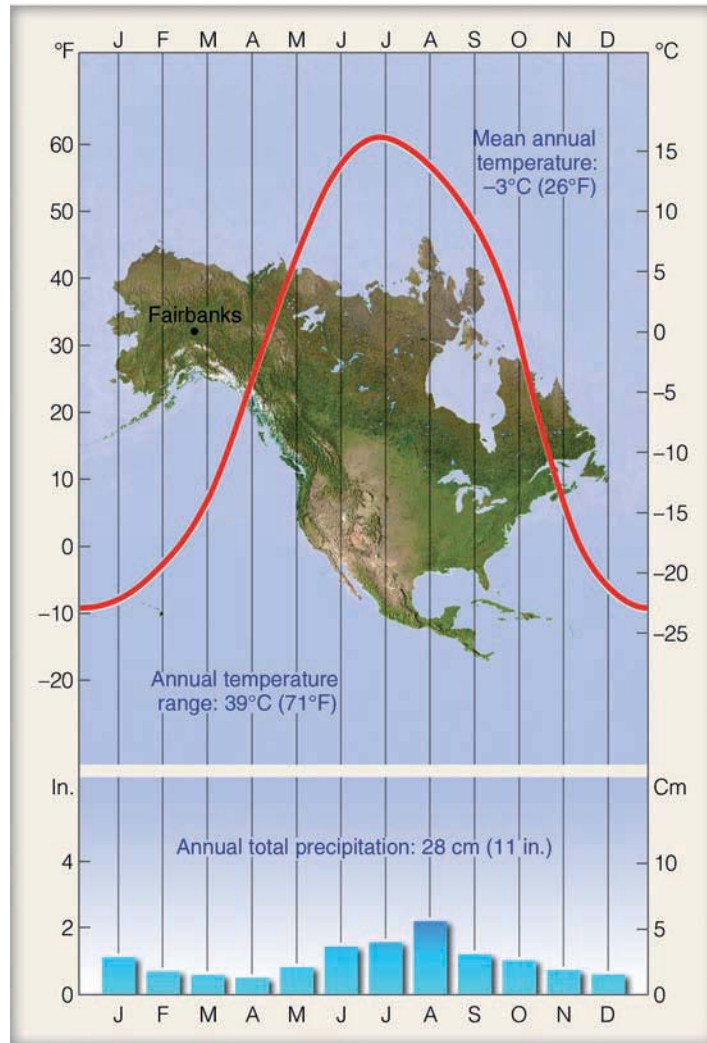 J F M A M J J A S O N D
°F
°C
60
50
40
30
20
10
0
–10
–20
15
10
5
0
–5
–10
–15
–20
–25
Mean annual
temperature:
–3°C (26°F)
Fairbanks
Annual temperature
range: 39°C (71°F)
In.
Cm
Annual total precipitation: 28 cm (11 in.)
4
2
0
10
5
0
J F M A M J J A S O N D